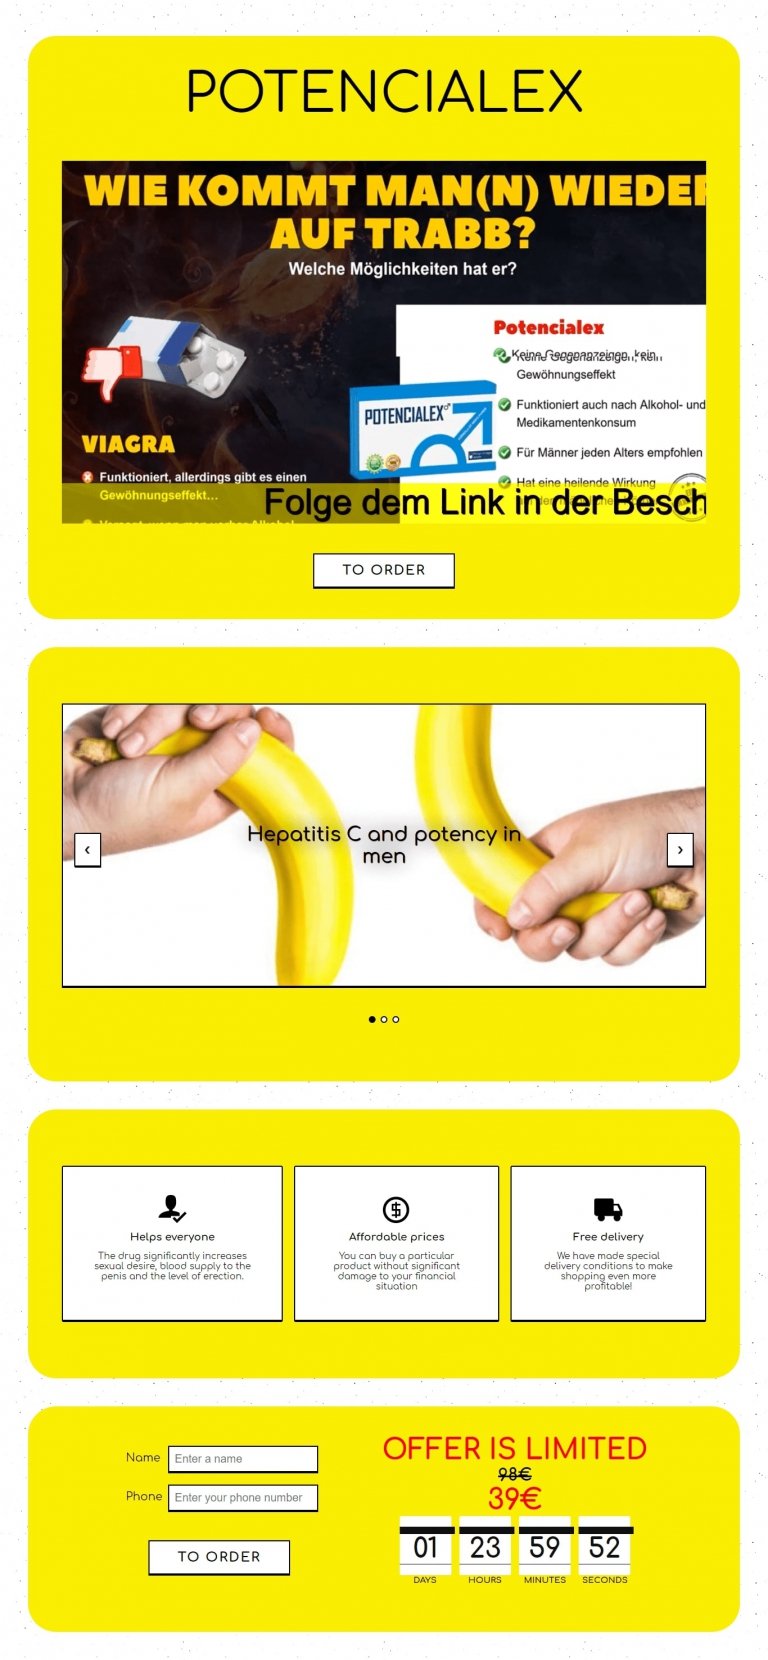 POTENCIALEX
WIE KOMMT MAN(N) WIEDER
AUF TRABB?
Welche Möglichkeiten hat er?
Potencialex
Keine Gegenanzeigen, kein
Gewöhnungseffekt
POTENCIALEX
Funktioniert auch nach Alkohol- und
Medikamentenkonsum
VIAGRA
Für Männer jeden Alters empfohlen
Funktioniert, allerdings gibt es einen
Gewöhnungseffekt...
Hat eine heilende Wirkung
Folge dem Link in der Besch
TO ORDER
Hepatitis C and potency in
men
‹
›
Helps everyone
The drug significantly increases
sexual desire, blood supply to the
penis and the level of erection.
Affordable prices
You can buy a particular
product without significant
damage to your financial
situation
Free delivery
We have made special
delivery conditions to make
shopping even more
profitable!
Name
Enter a name
Phone
Enter your phone number
TO ORDER
OFFER IS LIMITED
98€
39€
01 23 59 52
DAYS HOURS MINUTES SECONDS